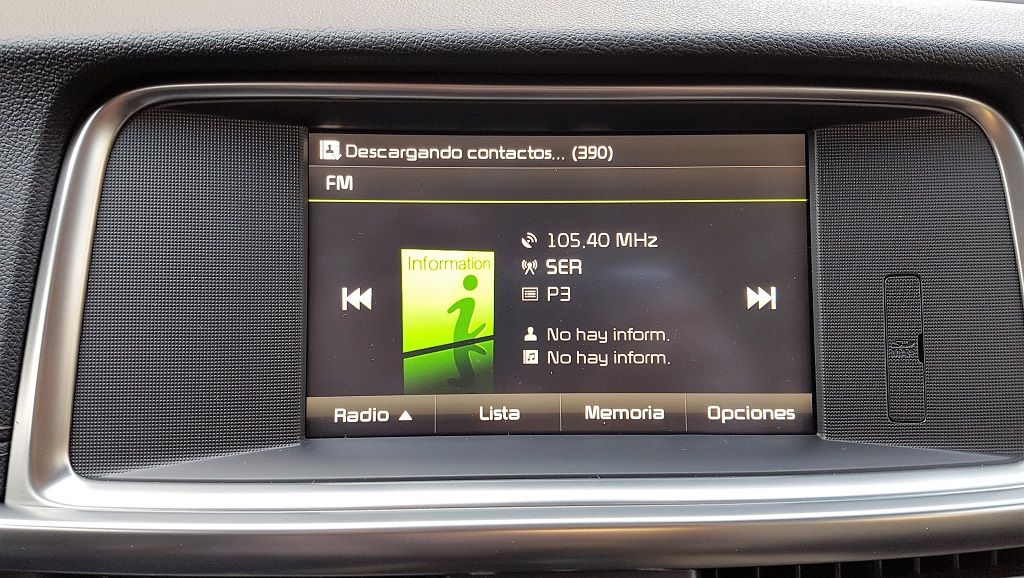 Descargando contactos... (390)
FM
Information
105.40 MHz
SER
P3
No hay inform.
No hay inform.
Radio ▲
Lista
Memoria
Opciones